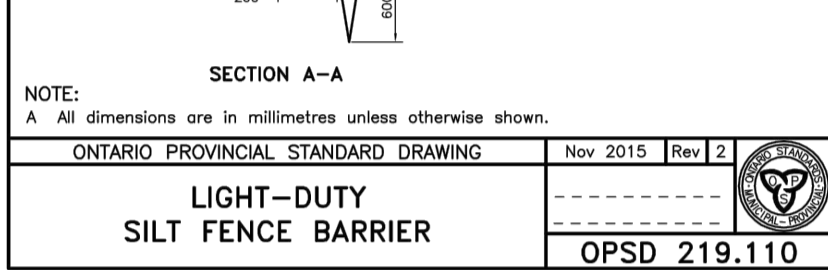 SECTION A–A
NOTE:
A All dimensions are in millimetres unless otherwise shown.
ONTARIO PROVINCIAL STANDARD DRAWING
Nov 2015 Rev 2
LIGHT–DUTY
SILT FENCE BARRIER
ONTARIO STANDARDS
MUNICIPAL – PROVINCIAL
O P
S
OPSD 219.110